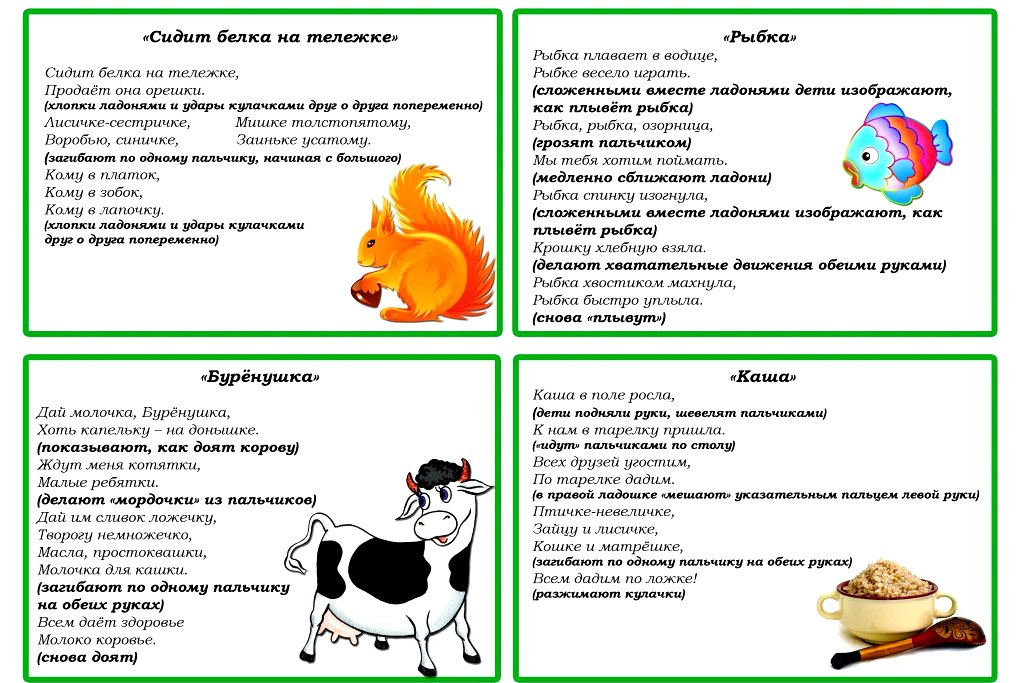 «Сидит белка на тележке»
Сидит белка на тележке,
Продаёт она орешки.
(хлопки ладонями и удары кулачками друг о друга попеременно)
Лисичке-сестричке, Мишке толстопятому,
Воробью, синичке, Заиньке усатому.
(загибают по одному пальчику, начиная с большого)
Кому в платок,
Кому в зобок,
Кому в лапочку.
(хлопки ладонями и удары кулачками
друг о друга попеременно)
«Рыбка»
Рыбка плавает в водице,
Рыбке весело играть.
(сложенными вместе ладонями дети изображают,
как плывёт рыбка)
Рыбка, рыбка, озорница,
(грозят пальчиком)
Мы тебя хотим поймать.
(медленно сближают ладони)
Рыбка спинку изогнула,
(сложенными вместе ладонями изображают, как
плывёт рыбка)
Крошку хлебную взяла.
(делают хватательные движения обеими руками)
Рыбка хвостиком махнула,
Рыбка быстро уплыла.
(снова «плывут»)
«Бурёнушка»
Дай молочка, Бурёнушка,
Хоть капельку – на донышке.
(показывают, как доят корову)
Ждут меня котятки,
Малые ребятки.
(делают «мордочки» из пальчиков)
Дай им сливок ложечку,
Творогу немножечко,
Масла, простоквашки,
Молочка для кашки.
(загибают по одному пальчику
на обеих руках)
Всем даёт здоровье
Молоко коровье.
(снова доят)
«Каша»
Каша в поле росла,
(дети подняли руки, шевелят пальчиками)
К нам в тарелку пришла.
(«идут» пальчиками по столу)
Всех друзей угостим,
По тарелке дадим.
(в правой ладошке «мешают» указательным пальцем левой руки)
Птичке-невеличке,
Зайцу и лисичке,
Кошке и матрёшке,
(загибают по одному пальчику на обеих руках)
Всем дадим по ложке!
(разжимают кулачки)